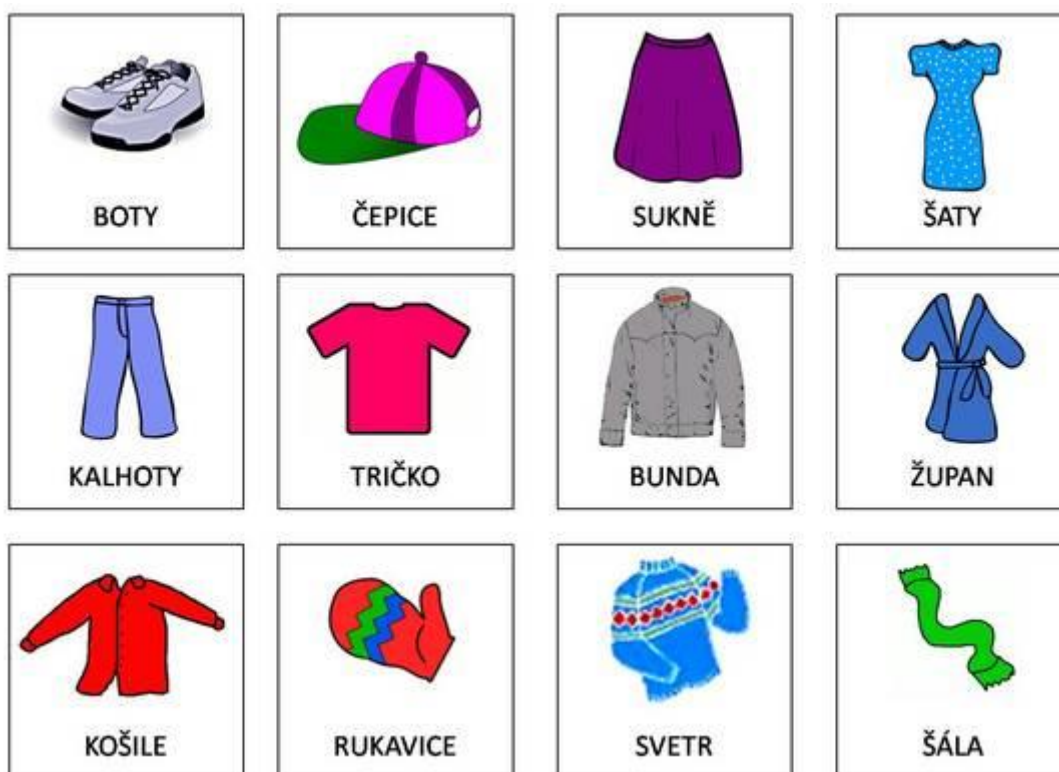 BOTY
ČEPICE
SUKNĚ
ŠATY
KALHOTY
TRIČKO
BUNDA
ŽUPAN
KOŠILE
RUKAVICE
SVETR
ŠÁLA